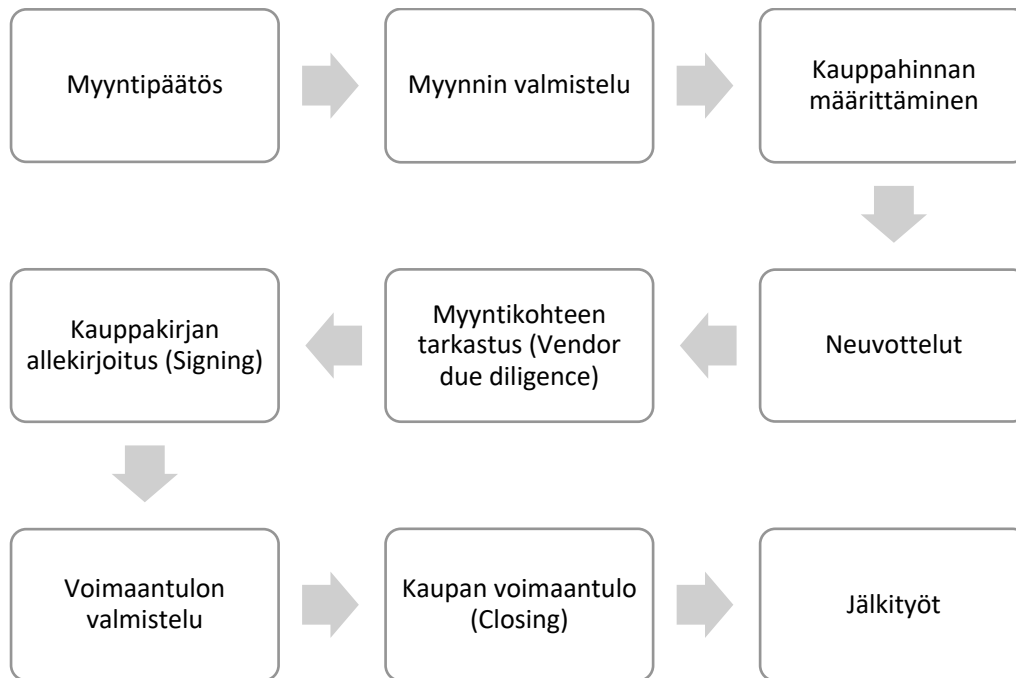 Myyntipäätös
Myynnin valmistelu
Kauppahinnan
määrittäminen
Neuvottelut
Myyntikohteen
tarkastus (Vendor
due diligence)
Kauppakirjan
allekirjoitus (Signing)
Voimaantulon
valmistelu
Kaupan voimaantulo
(Closing)
Jälkityöt